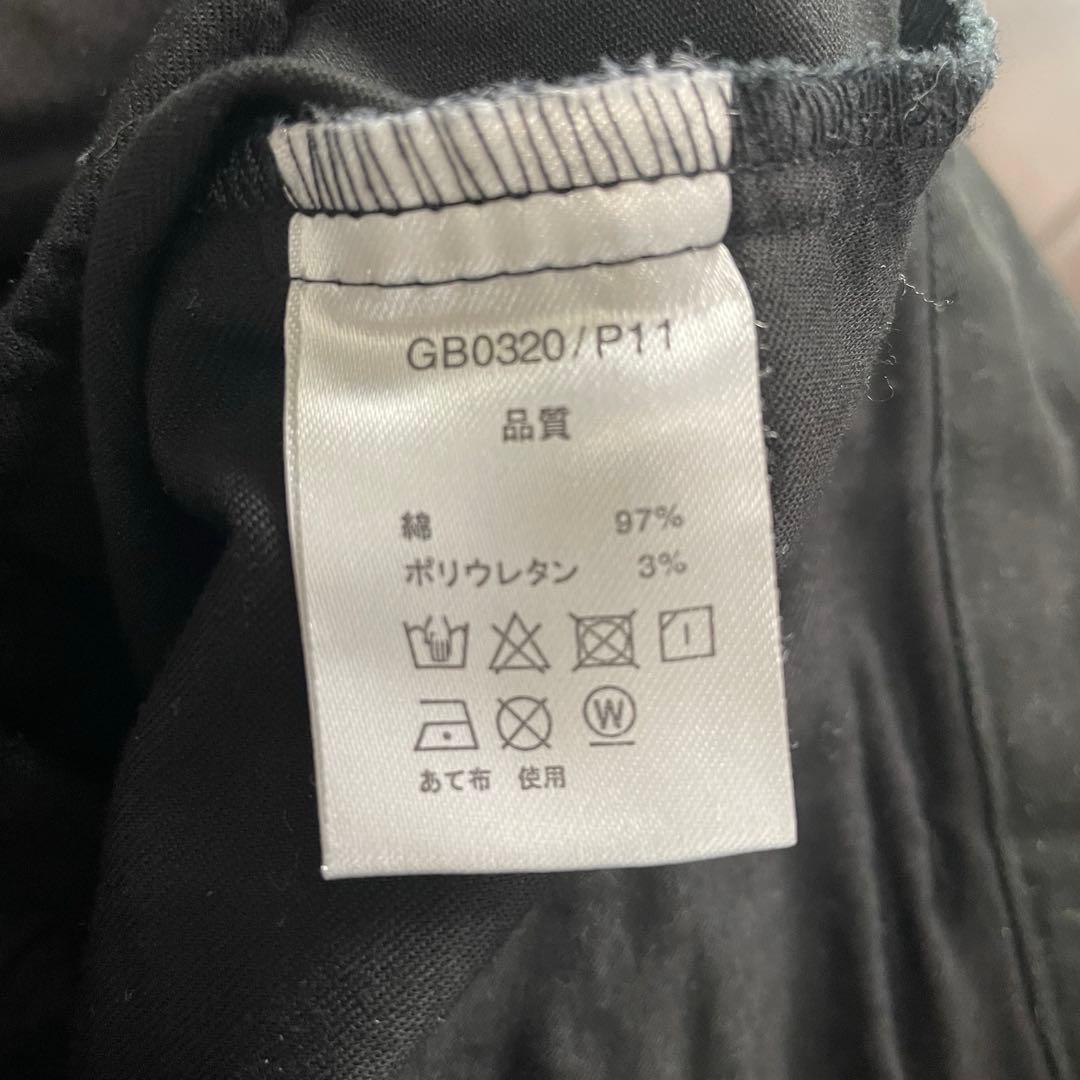 GB0320/P11
品質
綿 97%
ポリウレタン 3%
W
あて布 使用